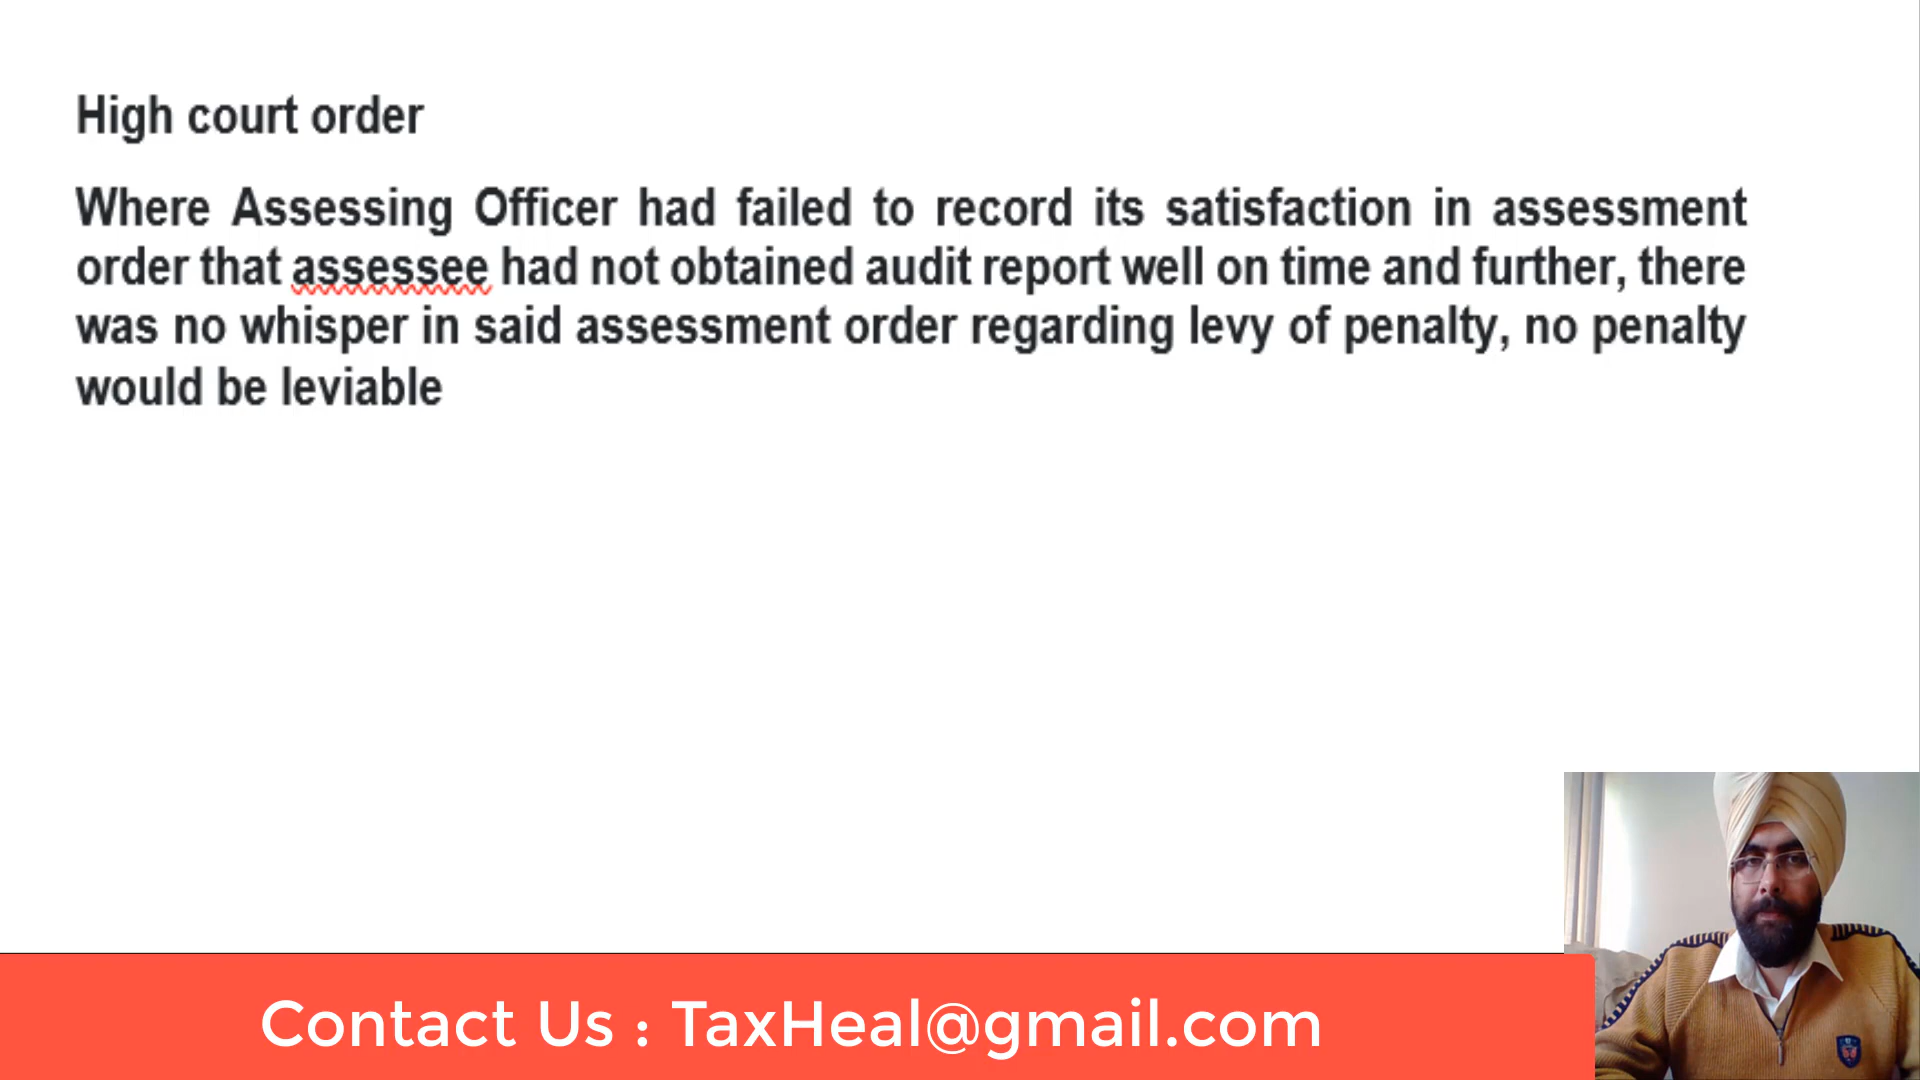 High court order
Where Assessing Officer had failed to record its satisfaction in assessment
order that assessee had not obtained audit report well on time and further, there
was no whisper in said assessment order regarding levy of penalty, no penalty
would be leviable
Contact Us : TaxHeal@gmail.com